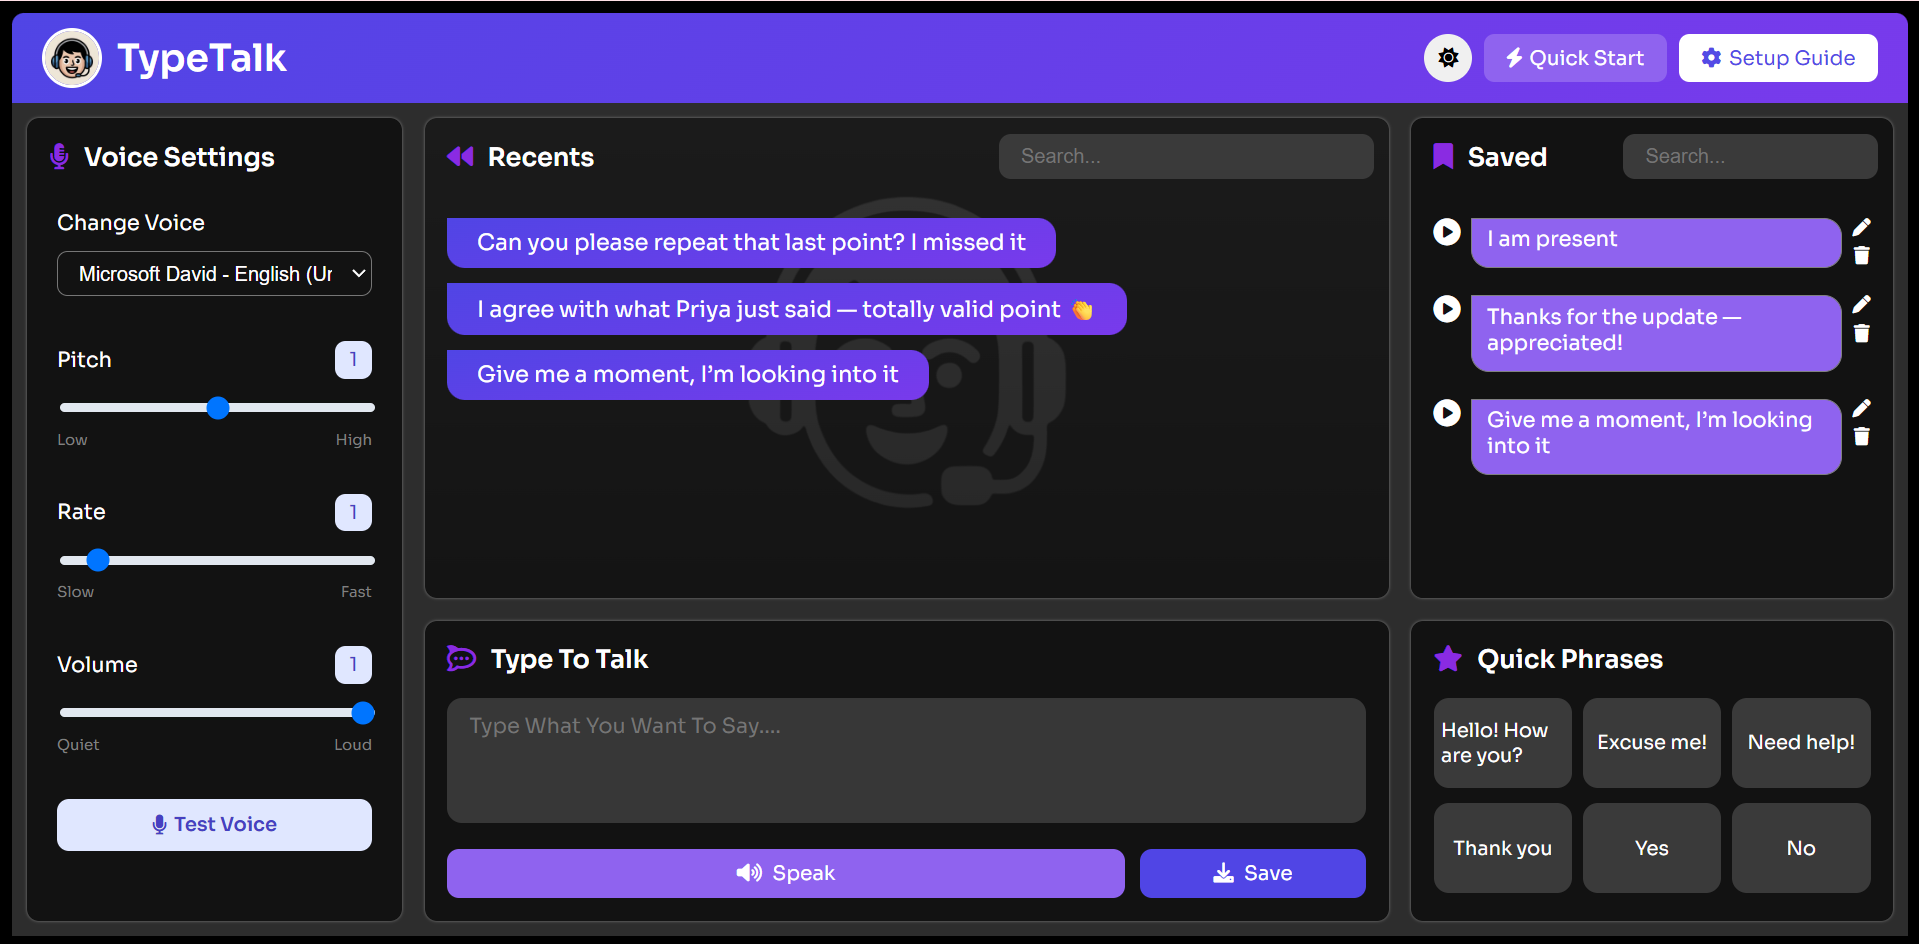 TypeTalk
Quick Start
Setup Guide
Voice Settings
Change Voice
Microsoft David - English (Ur
Pitch
1
Low
High
Rate
1
Slow
Fast
Volume
1
Quiet
Loud
Test Voice
Recents
Search...
Can you please repeat that last point? I missed it
I agree with what Priya just said — totally valid point 👏
Give me a moment, I’m looking into it
Type To Talk
Type What You Want To Say....
Speak
Save
Saved
Search...
I am present
Thanks for the update —
appreciated!
Give me a moment, I’m looking
into it
Quick Phrases
Hello! How
are you?
Excuse me!
Need help!
Thank you
Yes
No